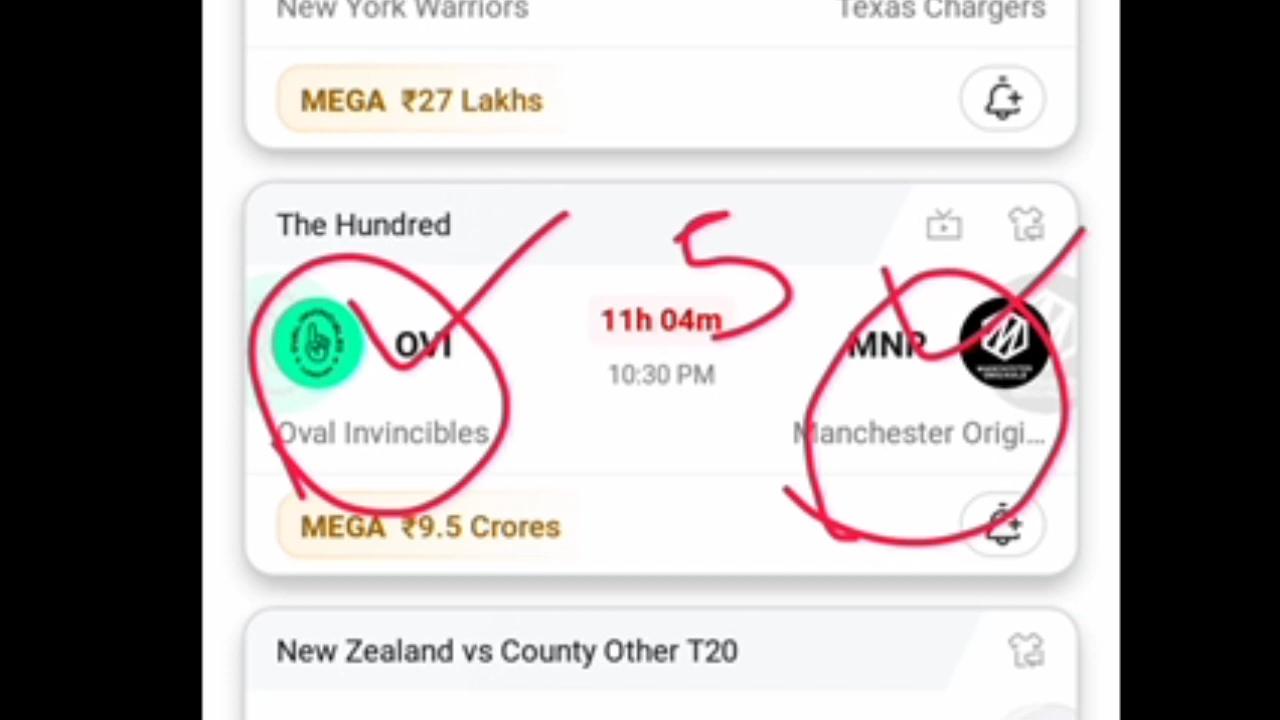 New York Warriors Texas Chargers
MEGA ₹27 Lakhs
The Hundred
5
OVI 11h 04m MNR
10:30 PM
Oval Invincibles Manchester Origi...
MEGA ₹9.5 Crores
New Zealand vs County Other T20